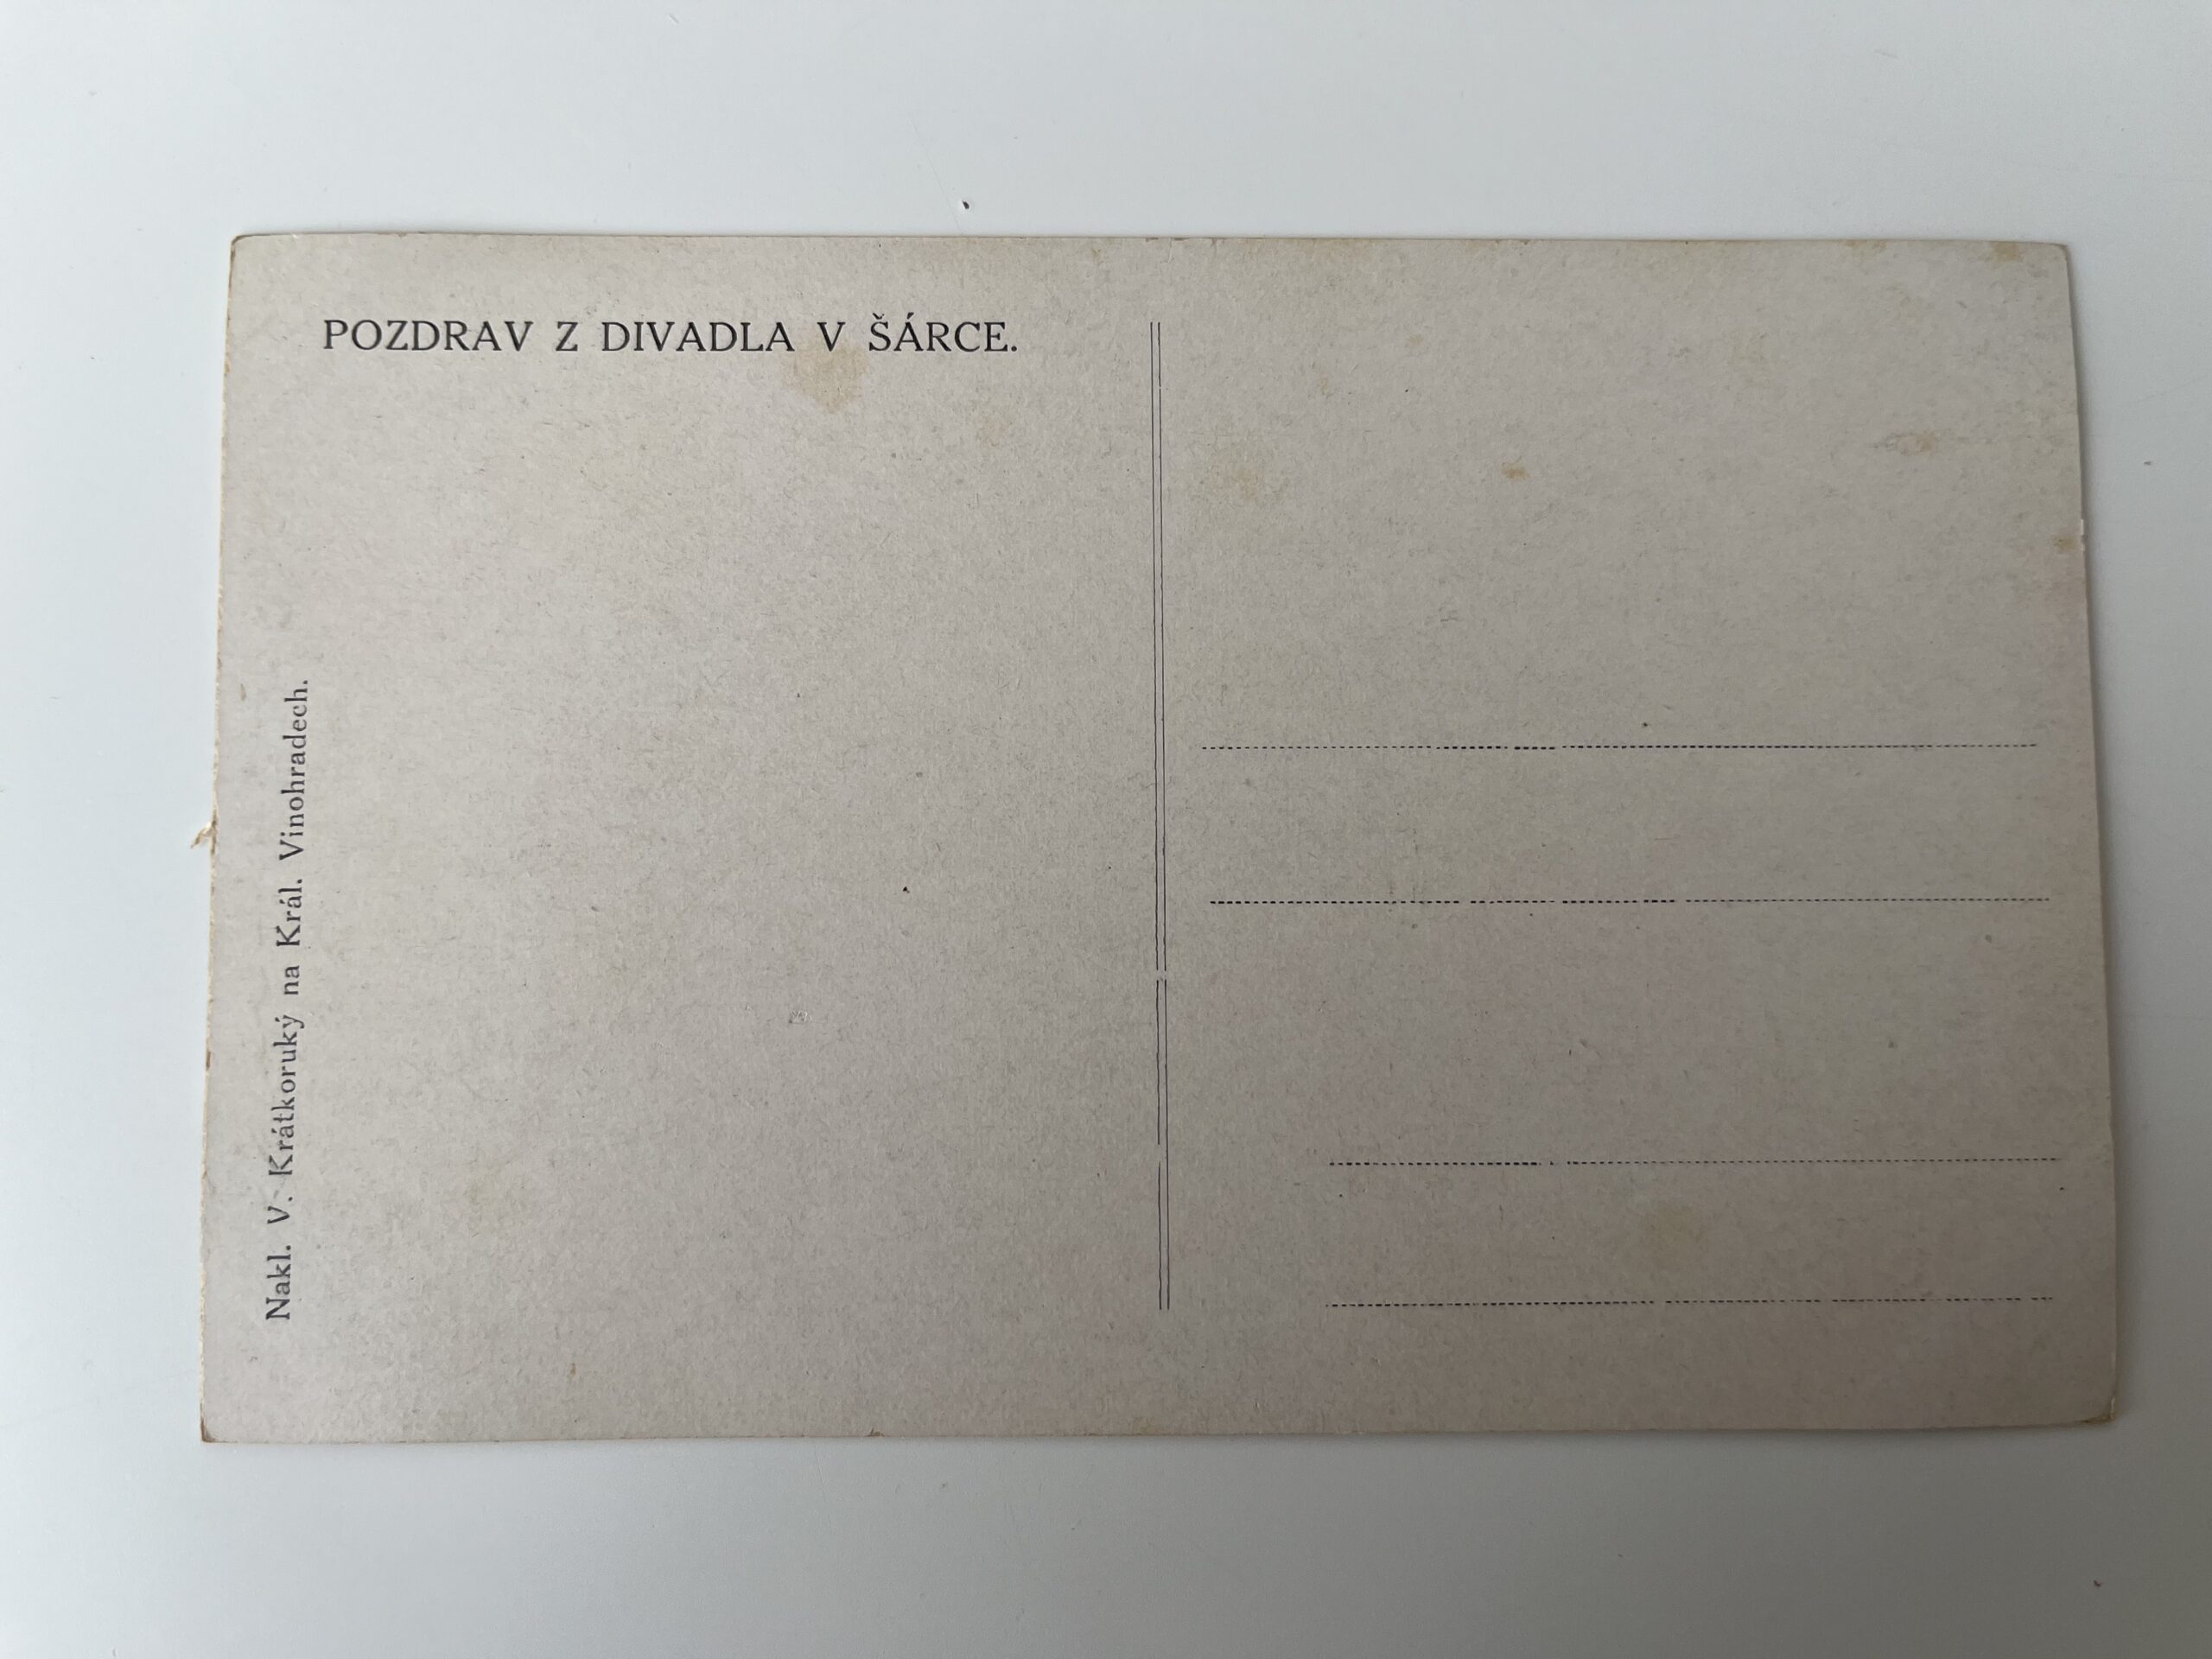 POZDRAV Z DIVADLA V ŠÁRCE.
Nakl. V. Krátkoruký na Král. Vinohradech.